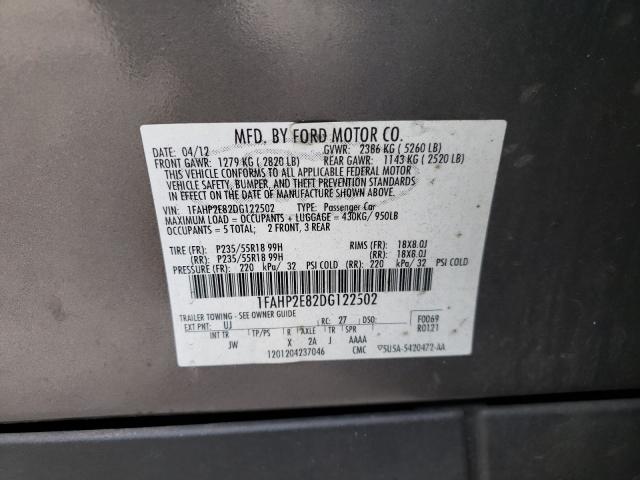 MFD. BY FORD MOTOR CO.
DATE: 04/12 GVWR: 2386 KG ( 5260 LB)
FRONT GAWR: 1279 KG ( 2820 LB) REAR GAWR: 1143 KG ( 2520 LB)
THIS VEHICLE CONFORMS TO ALL APPLICABLE FEDERAL MOTOR
VEHICLE SAFETY, BUMPER, AND THEFT PREVENTION STANDARDS
IN EFFECT ON THE DATE OF MANUFACTURE SHOWN ABOVE.
VIN: 1FAHP2E82DG122502 TYPE: Passenger Car
MAXIMUM LOAD = OCCUPANTS + LUGGAGE = 430KG/ 950LB
OCCUPANTS = 5 TOTAL; 2 FRONT, 3 REAR
TIRE (FR): P235/55R18 99H RIMS (FR): 18X8.0J
(RR): P235/55R18 99H (RR): 18X8.0J
PRESSURE (FR): 220 kPa/ 32 PSI COLD (RR): 220 kPa/ 32 PSI COLD
1FAHP2E82DG122502
TRAILER TOWING - SEE OWNER GUIDE
EXT PNT: UJ RC: 27 DSO: F0069
R0121
INT TR TP/PS R AXLE TR SPR
JW X 2A J AAAA
1201204237046 CMC ▽5U5A-5420472-AA